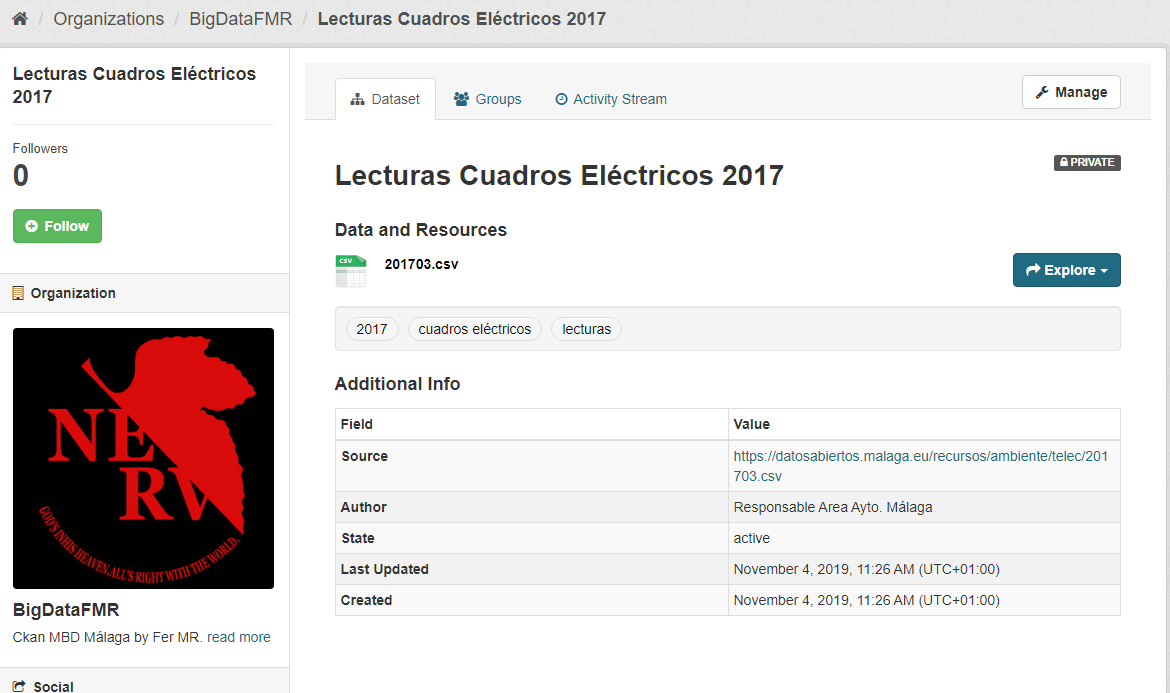 / Organizations / BigDataFMR / Lecturas Cuadros Eléctricos 2017
Lecturas Cuadros Eléctricos
2017
Followers
0
Follow
Organization
NE
RV
GOD'S IN HIS HEAVEN. ALL'S RIGHT WITH THE WORLD.
BigDataFMR
Ckan MBD Málaga by Fer MR. read more
Social
Dataset
Groups
Activity Stream
Manage
Lecturas Cuadros Eléctricos 2017
PRIVATE
Data and Resources
CSV
201703.csv
Explore
2017
cuadros eléctricos
lecturas
Additional Info
Field Value
Source https://datosabiertos.malaga.eu/recursos/ambiente/telec/201
703.csv
Author Responsable Area Ayto. Málaga
State active
Last Updated November 4, 2019, 11:26 AM (UTC+01:00)
Created November 4, 2019, 11:26 AM (UTC+01:00)